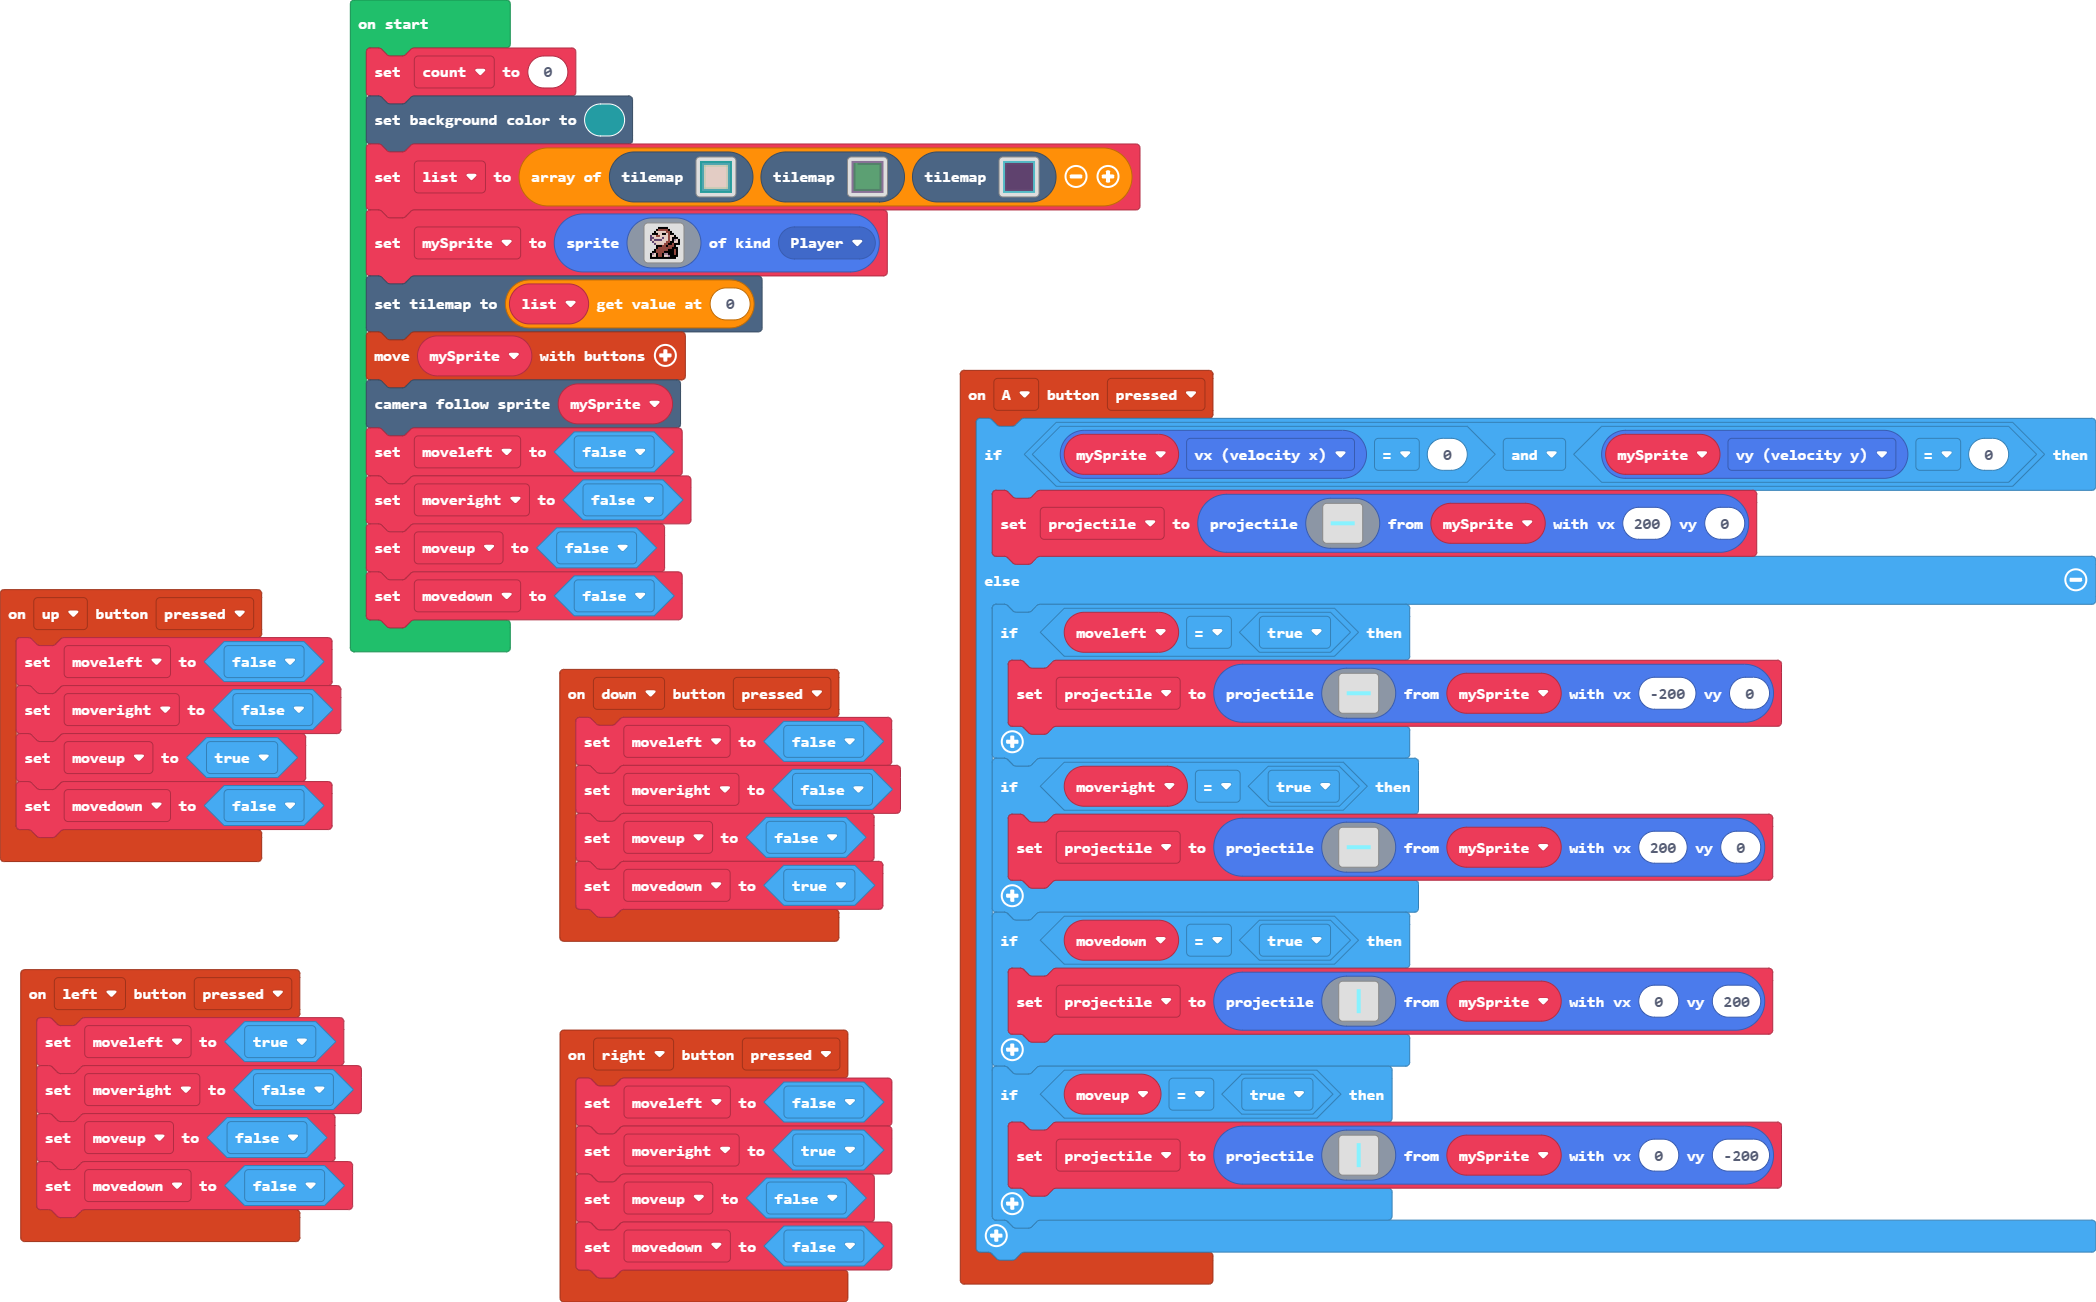 on start
set count to 0
set background color to
set list to array of tilemap tilemap tilemap
set mySprite to sprite of kind Player
set tilemap to list get value at 0
move mySprite with buttons
camera follow sprite mySprite
set moveleft to false
set moveright to false
set moveup to false
set movedown to false
on up button pressed
set moveleft to false
set moveright to false
set moveup to true
set movedown to false
on down button pressed
set moveleft to false
set moveright to false
set moveup to false
set movedown to true
on left button pressed
set moveleft to true
set moveright to false
set moveup to false
set movedown to false
on right button pressed
set moveleft to false
set moveright to true
set moveup to false
set movedown to false
on A button pressed
if mySprite vx (velocity x) = 0 and mySprite vy (velocity y) = 0 then
set projectile to projectile from mySprite with vx 200 vy 0
else
if moveleft = true then
set projectile to projectile from mySprite with vx -200 vy 0
if moveright = true then
set projectile to projectile from mySprite with vx 200 vy 0
if movedown = true then
set projectile to projectile from mySprite with vx 0 vy 200
if moveup = true then
set projectile to projectile from mySprite with vx 0 vy -200